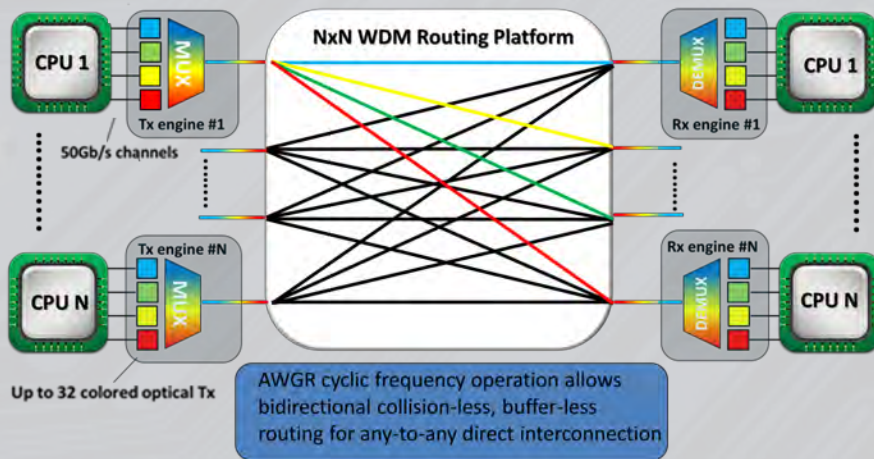 NxN WDM Routing Platform
CPU 1
MUX
Tx engine #1
50Gb/s channels
DEMUX
Rx engine #1
CPU 1
Tx engine #N
CPU N
MUX
Up to 32 colored optical Tx
Rx engine #N
DEMUX
CPU N
AWGR cyclic frequency operation allows
bidirectional collision-less, buffer-less
routing for any-to-any direct interconnection